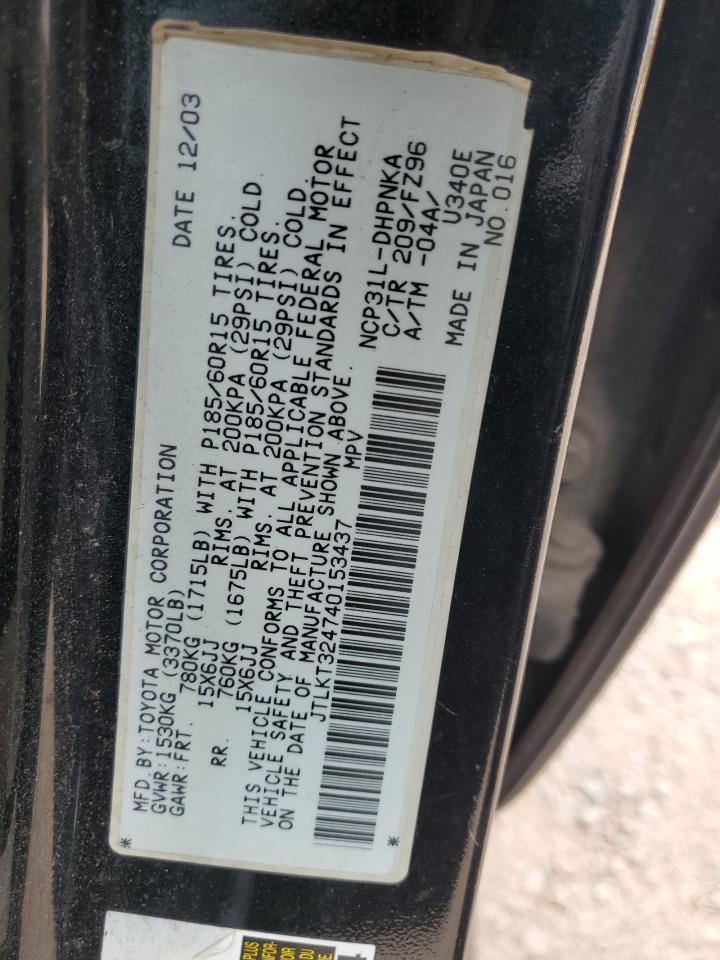 MFD.BY:TOYOTA MOTOR CORPORATION DATE 12/03
GVWR:1530KG (3370LB)
GAWR:FRT. 780KG (1715LB) WITH P185/60R15 TIRES.
15X6JJ RIMS. AT 200KPA (29PSI) COLD.
RR. 760KG (1675LB) WITH P185/60R15 TIRES.
15X6JJ RIMS. AT 200KPA (29PSI) COLD.
THIS VEHICLE CONFORMS TO ALL APPLICABLE FEDERAL MOTOR
VEHICLE SAFETY AND THEFT PREVENTION STANDARDS IN EFFECT
ON THE DATE OF MANUFACTURE SHOWN ABOVE.
JTLKT324740153437 MPV
* *
NCP31L-DHPNKA
C/TR 209/FZ96
A/TM -04A/ U340E
MADE IN JAPAN
NO.016
PLUS
DU